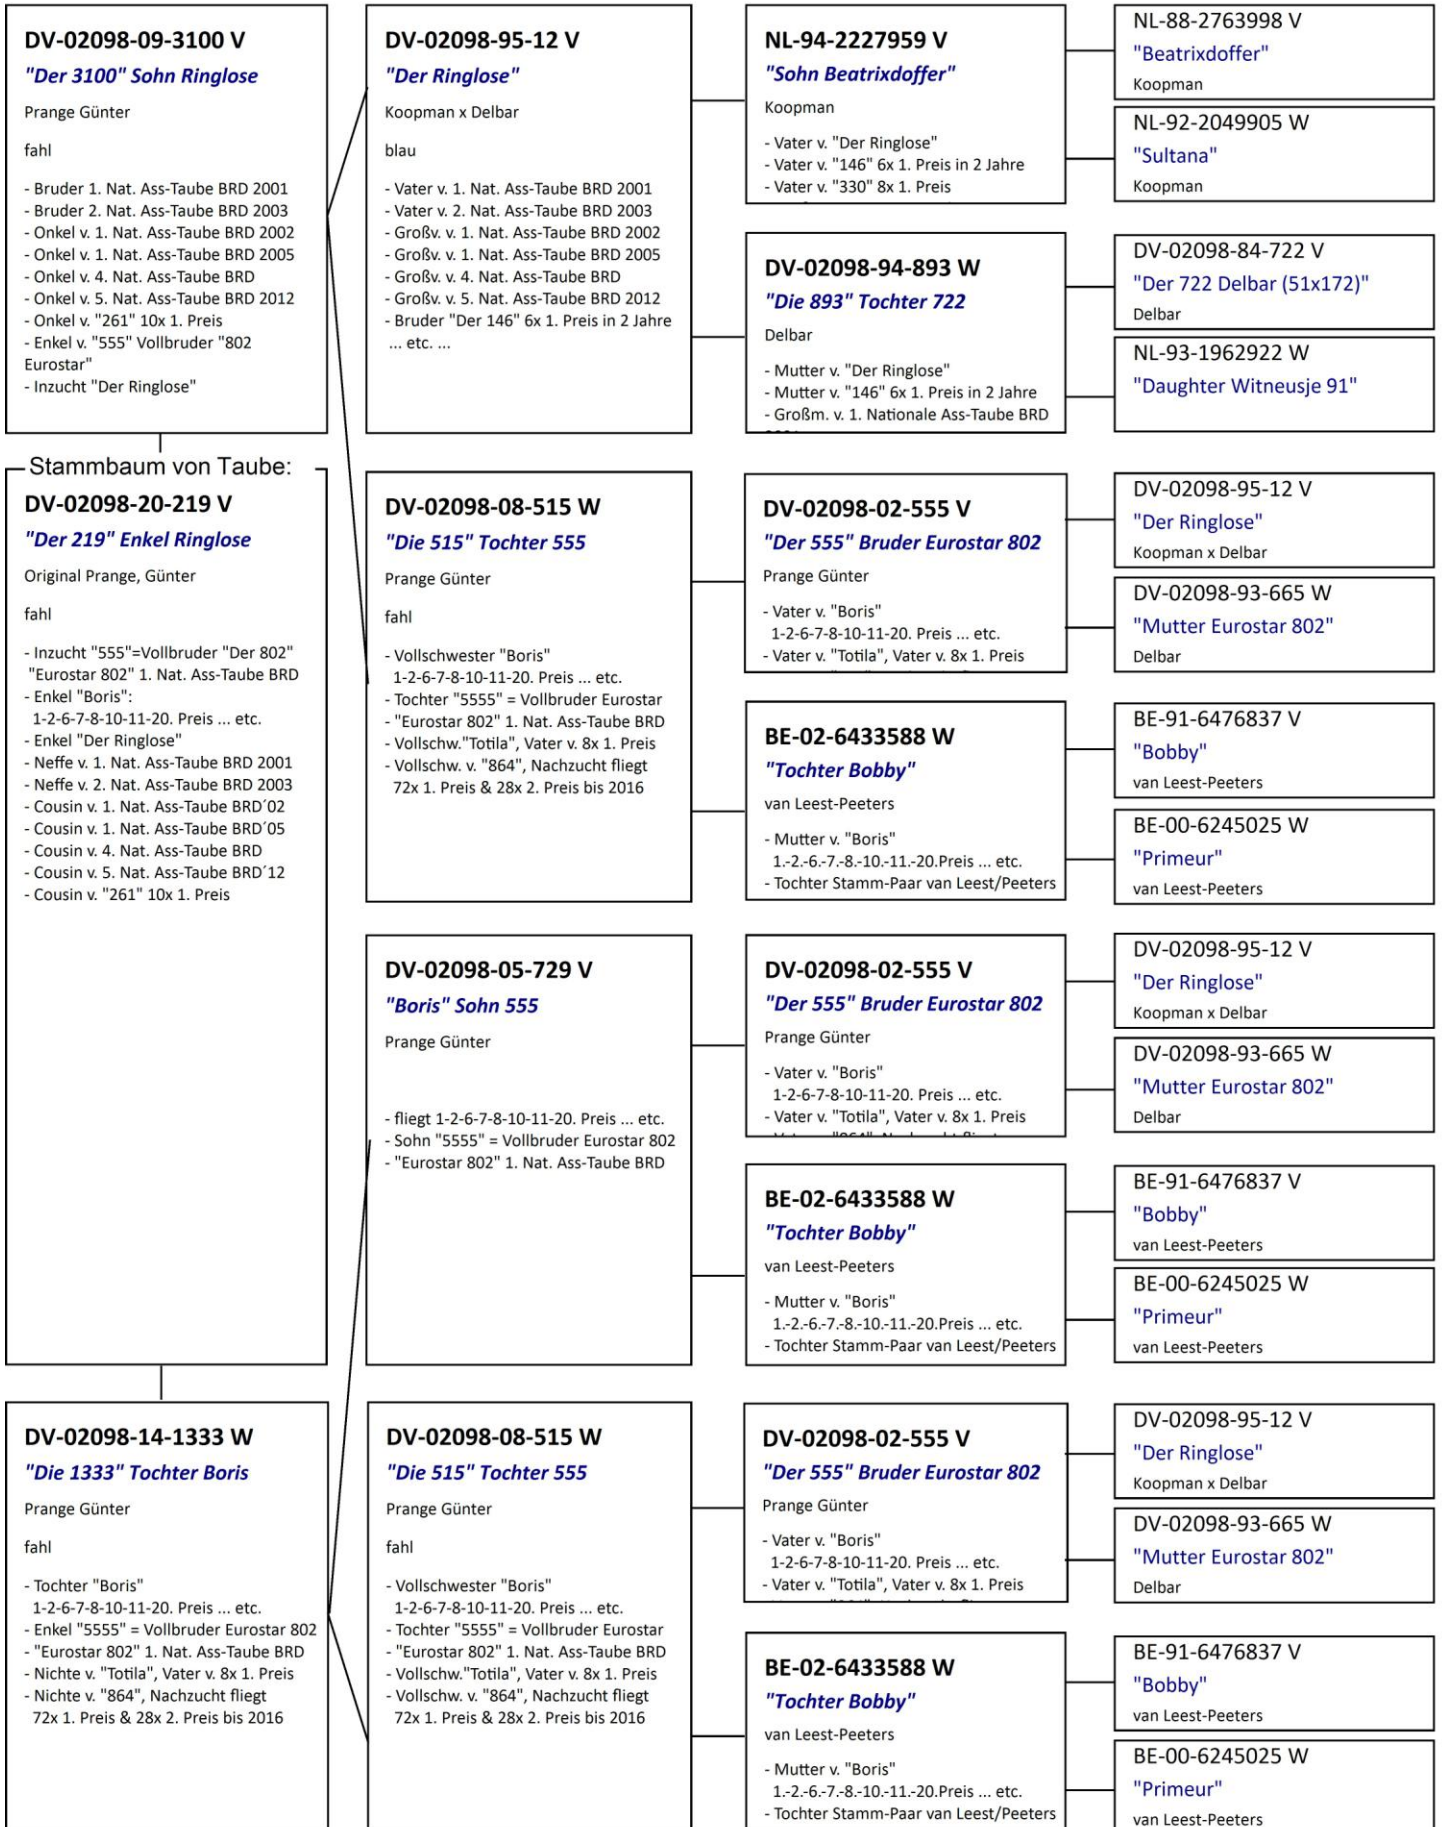 DV-02098-09-3100 V
"Der 3100" Sohn Ringlose
Prange Günter
fahl
- Bruder 1. Nat. Ass-Taube BRD 2001
- Bruder 2. Nat. Ass-Taube BRD 2003
- Onkel v. 1. Nat. Ass-Taube BRD 2002
- Onkel v. 1. Nat. Ass-Taube BRD 2005
- Onkel v. 4. Nat. Ass-Taube BRD
- Onkel v. 5. Nat. Ass-Taube BRD 2012
- Onkel v. "261" 10x 1. Preis
- Enkel v. "555" Vollbruder "802
Eurostar"
- Inzucht "Der Ringlose"
Stammbaum von Taube:
DV-02098-20-219 V
"Der 219" Enkel Ringlose
Original Prange, Günter
fahl
- Inzucht "555"=Vollbruder "Der 802"
"Eurostar 802" 1. Nat. Ass-Taube BRD
- Enkel "Boris":
1-2-6-7-8-10-11-20. Preis ... etc.
- Enkel "Der Ringlose"
- Neffe v. 1. Nat. Ass-Taube BRD 2001
- Neffe v. 2. Nat. Ass-Taube BRD 2003
- Cousin v. 1. Nat. Ass-Taube BRD´02
- Cousin v. 1. Nat. Ass-Taube BRD´05
- Cousin v. 4. Nat. Ass-Taube BRD
- Cousin v. 5. Nat. Ass-Taube BRD´12
- Cousin v. "261" 10x 1. Preis
DV-02098-14-1333 W
"Die 1333" Tochter Boris
Prange Günter
fahl
- Tochter "Boris"
1-2-6-7-8-10-11-20. Preis ... etc.
- Enkel "5555" = Vollbruder Eurostar 802
- "Eurostar 802" 1. Nat. Ass-Taube BRD
- Nichte v. "Totila", Vater v. 8x 1. Preis
- Nichte v. "864", Nachzucht fliegt
72x 1. Preis & 28x 2. Preis bis 2016
DV-02098-95-12 V
"Der Ringlose"
Koopman x Delbar
blau
- Vater v. 1. Nat. Ass-Taube BRD 2001
- Vater v. 2. Nat. Ass-Taube BRD 2003
- Großv. v. 1. Nat. Ass-Taube BRD 2002
- Großv. v. 1. Nat. Ass-Taube BRD 2005
- Großv. v. 4. Nat. Ass-Taube BRD
- Großv. v. 5. Nat. Ass-Taube BRD 2012
- Bruder "Der 146" 6x 1. Preis in 2 Jahre
... etc. ...
DV-02098-08-515 W
"Die 515" Tochter 555
Prange Günter
fahl
- Vollschwester "Boris"
1-2-6-7-8-10-11-20. Preis ... etc.
- Tochter "5555" = Vollbruder Eurostar
- "Eurostar 802" 1. Nat. Ass-Taube BRD
- Vollschw."Totila", Vater v. 8x 1. Preis
- Vollschw. v. "864", Nachzucht fliegt
72x 1. Preis & 28x 2. Preis bis 2016
DV-02098-05-729 V
"Boris" Sohn 555
Prange Günter
- fliegt 1-2-6-7-8-10-11-20. Preis ... etc.
- Sohn "5555" = Vollbruder Eurostar 802
- "Eurostar 802" 1. Nat. Ass-Taube BRD
DV-02098-08-515 W
"Die 515" Tochter 555
Prange Günter
fahl
- Vollschwester "Boris"
1-2-6-7-8-10-11-20. Preis ... etc.
- Tochter "5555" = Vollbruder Eurostar
- "Eurostar 802" 1. Nat. Ass-Taube BRD
- Vollschw."Totila", Vater v. 8x 1. Preis
- Vollschw. v. "864", Nachzucht fliegt
72x 1. Preis & 28x 2. Preis bis 2016
NL-94-2227959 V
"Sohn Beatrixdoffer"
Koopman
- Vater v. "Der Ringlose"
- Vater v. "146" 6x 1. Preis in 2 Jahre
- Vater v. "330" 8x 1. Preis
DV-02098-94-893 W
"Die 893" Tochter 722
Delbar
- Mutter v. "Der Ringlose"
- Mutter v. "146" 6x 1. Preis in 2 Jahre
- Großm. v. 1. Nationale Ass-Taube BRD
DV-02098-02-555 V
"Der 555" Bruder Eurostar 802
Prange Günter
- Vater v. "Boris"
1-2-6-7-8-10-11-20. Preis ... etc.
- Vater v. "Totila", Vater v. 8x 1. Preis
BE-02-6433588 W
"Tochter Bobby"
van Leest-Peeters
- Mutter v. "Boris"
1.-2.-6.-7.-8.-10.-11.-20.Preis ... etc.
- Tochter Stamm-Paar van Leest/Peeters
DV-02098-02-555 V
"Der 555" Bruder Eurostar 802
Prange Günter
- Vater v. "Boris"
1-2-6-7-8-10-11-20. Preis ... etc.
- Vater v. "Totila", Vater v. 8x 1. Preis
BE-02-6433588 W
"Tochter Bobby"
van Leest-Peeters
- Mutter v. "Boris"
1.-2.-6.-7.-8.-10.-11.-20.Preis ... etc.
- Tochter Stamm-Paar van Leest/Peeters
DV-02098-02-555 V
"Der 555" Bruder Eurostar 802
Prange Günter
- Vater v. "Boris"
1-2-6-7-8-10-11-20. Preis ... etc.
- Vater v. "Totila", Vater v. 8x 1. Preis
BE-02-6433588 W
"Tochter Bobby"
van Leest-Peeters
- Mutter v. "Boris"
1.-2.-6.-7.-8.-10.-11.-20.Preis ... etc.
- Tochter Stamm-Paar van Leest/Peeters
NL-88-2763998 V
"Beatrixdoffer"
Koopman
NL-92-2049905 W
"Sultana"
Koopman
DV-02098-84-722 V
"Der 722 Delbar (51x172)"
Delbar
NL-93-1962922 W
"Daughter Witneusje 91"
DV-02098-95-12 V
"Der Ringlose"
Koopman x Delbar
DV-02098-93-665 W
"Mutter Eurostar 802"
Delbar
BE-91-6476837 V
"Bobby"
van Leest-Peeters
BE-00-6245025 W
"Primeur"
van Leest-Peeters
DV-02098-95-12 V
"Der Ringlose"
Koopman x Delbar
DV-02098-93-665 W
"Mutter Eurostar 802"
Delbar
BE-91-6476837 V
"Bobby"
van Leest-Peeters
BE-00-6245025 W
"Primeur"
van Leest-Peeters
DV-02098-95-12 V
"Der Ringlose"
Koopman x Delbar
DV-02098-93-665 W
"Mutter Eurostar 802"
Delbar
BE-91-6476837 V
"Bobby"
van Leest-Peeters
BE-00-6245025 W
"Primeur"
van Leest-Peeters